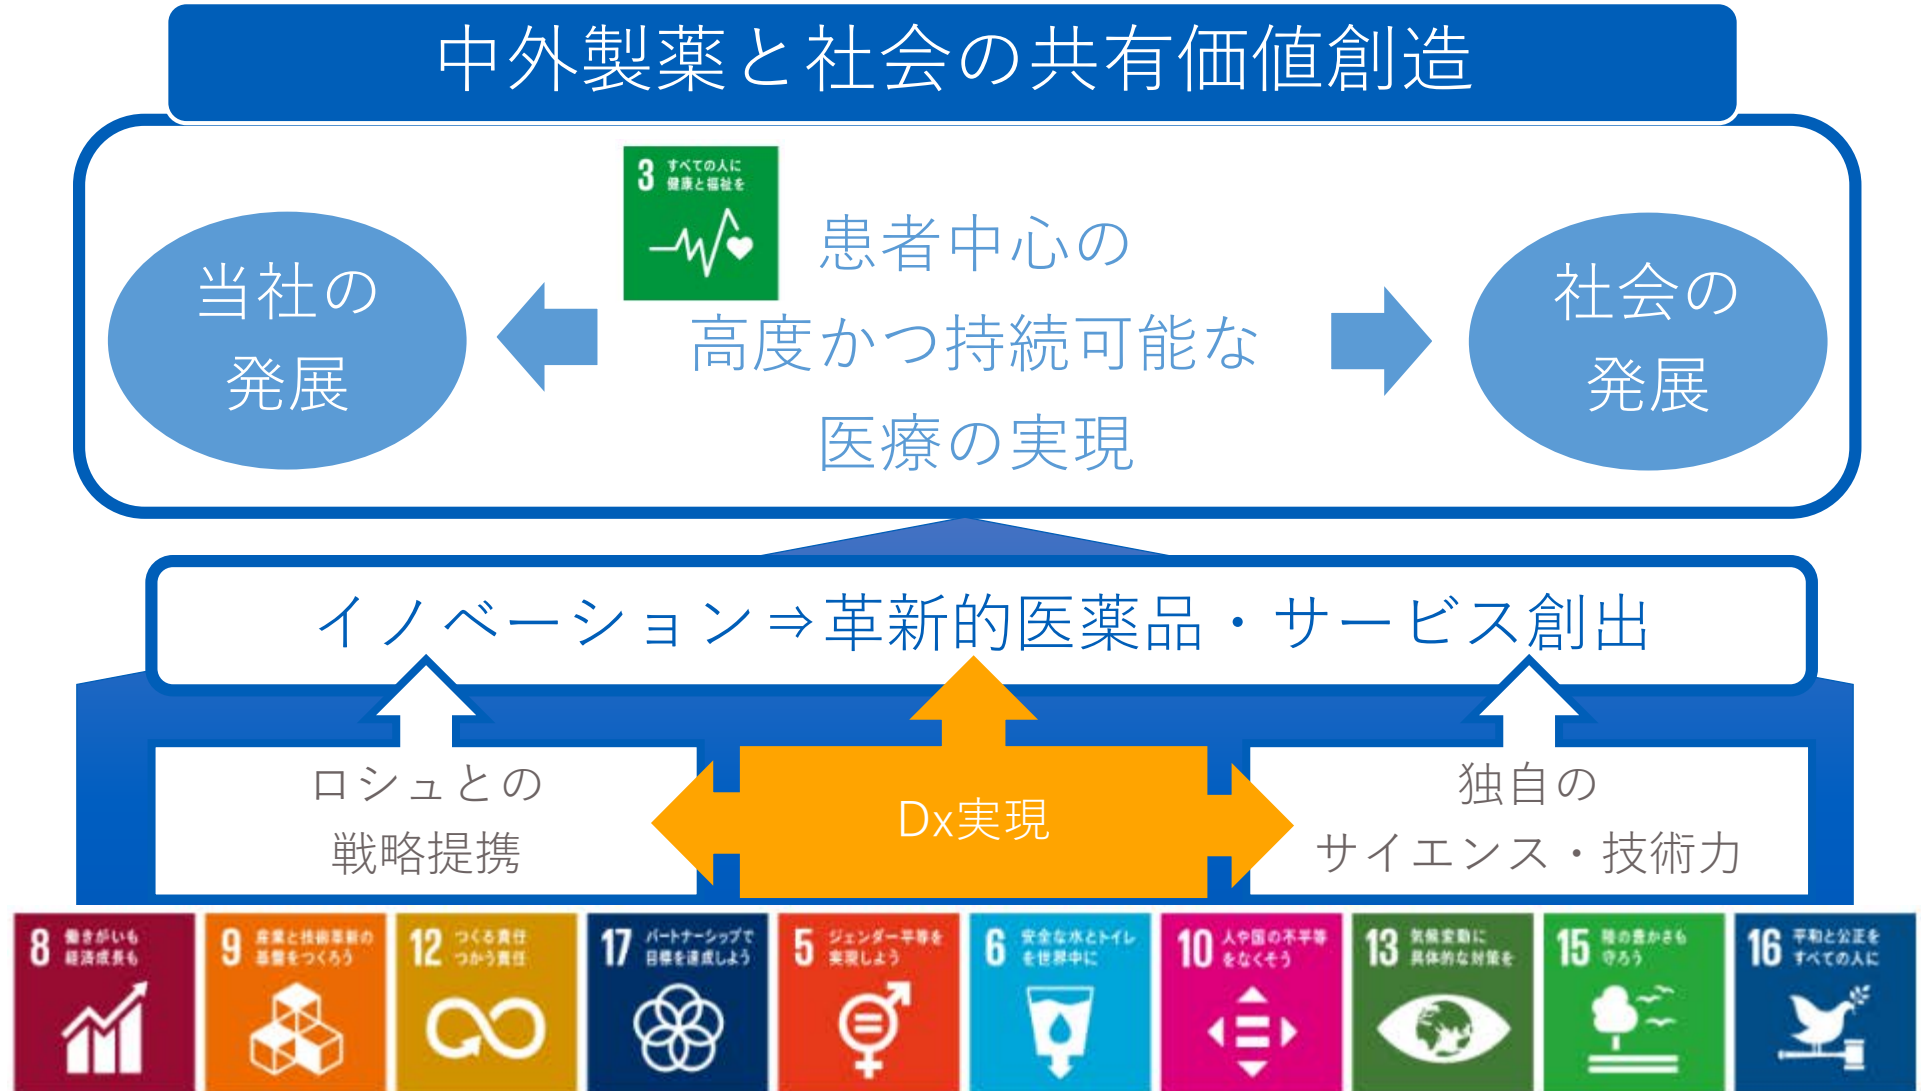 中外製薬と社会の共有価値創造
3 すべての人に
健康と福祉を
当社の
発展
患者中心の
高度かつ持続可能な
医療の実現
社会の
発展
イノベーション⇒革新的医薬品・サービス創出
ロシュとの
戦略提携
Dx実現
独自の
サイエンス・技術力
8 働きがいも
経済成長も
9 産業と技術革新の
基盤をつくろう
12 つくる責任
つかう責任
17 パートナーシップで
目標を達成しよう
5 ジェンダー平等を
実現しよう
6 安全な水とトイレ
を世界中に
10 人や国の不平等
をなくそう
13 気候変動に
具体的な対策を
15 陸の豊かさも
守ろう
16 平和と公正を
すべての人に